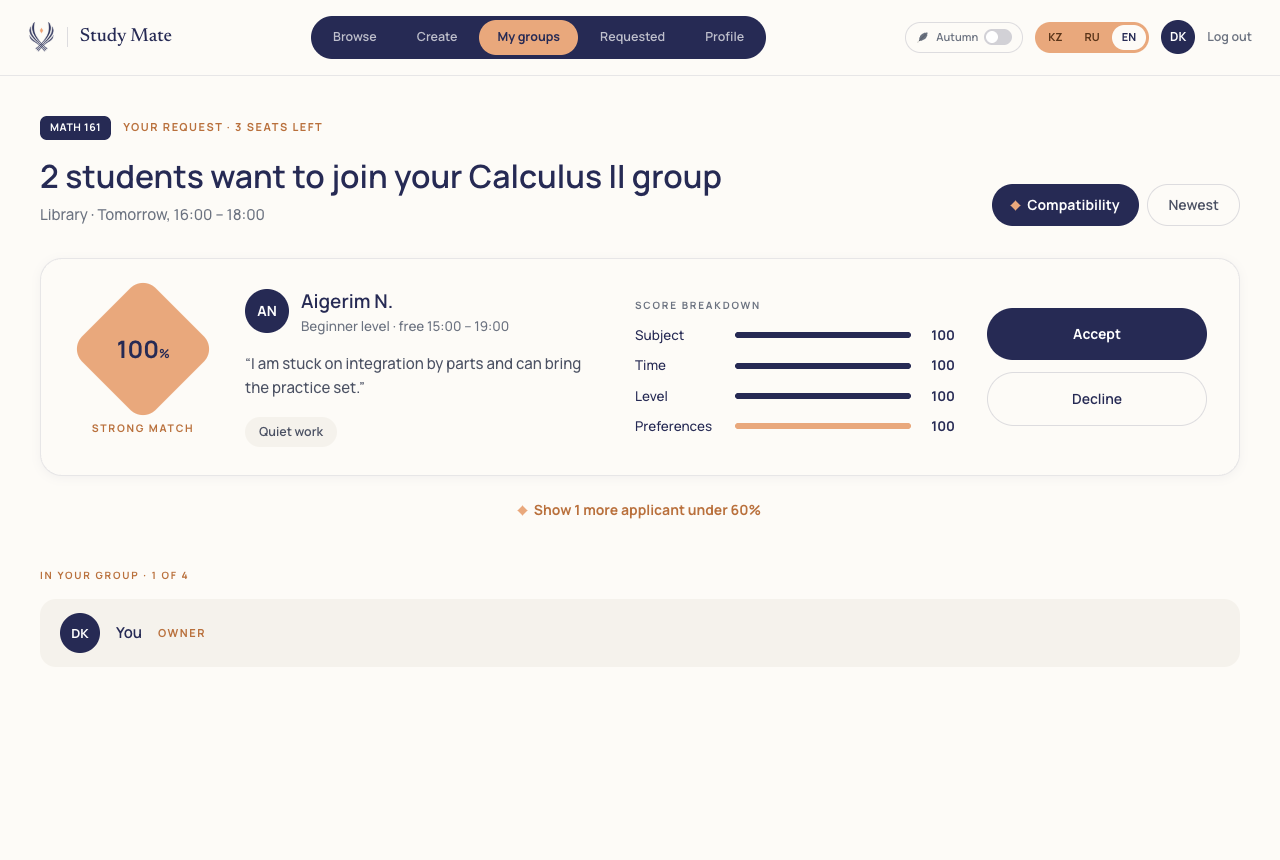 Study Mate
Browse
Create
My groups
Requested
Profile
Autumn
KZ
RU
EN
DK
Log out
MATH 161
YOUR REQUEST · 3 SEATS LEFT
2 students want to join your Calculus II group
Library · Tomorrow, 16:00 – 18:00
Compatibility
Newest
100%
STRONG MATCH
AN
Aigerim N.
Beginner level · free 15:00 – 19:00
“I am stuck on integration by parts and can bring
the practice set.”
Quiet work
SCORE BREAKDOWN
Subject 100
Time 100
Level 100
Preferences 100
Accept
Decline
Show 1 more applicant under 60%
IN YOUR GROUP · 1 OF 4
DK
You
OWNER